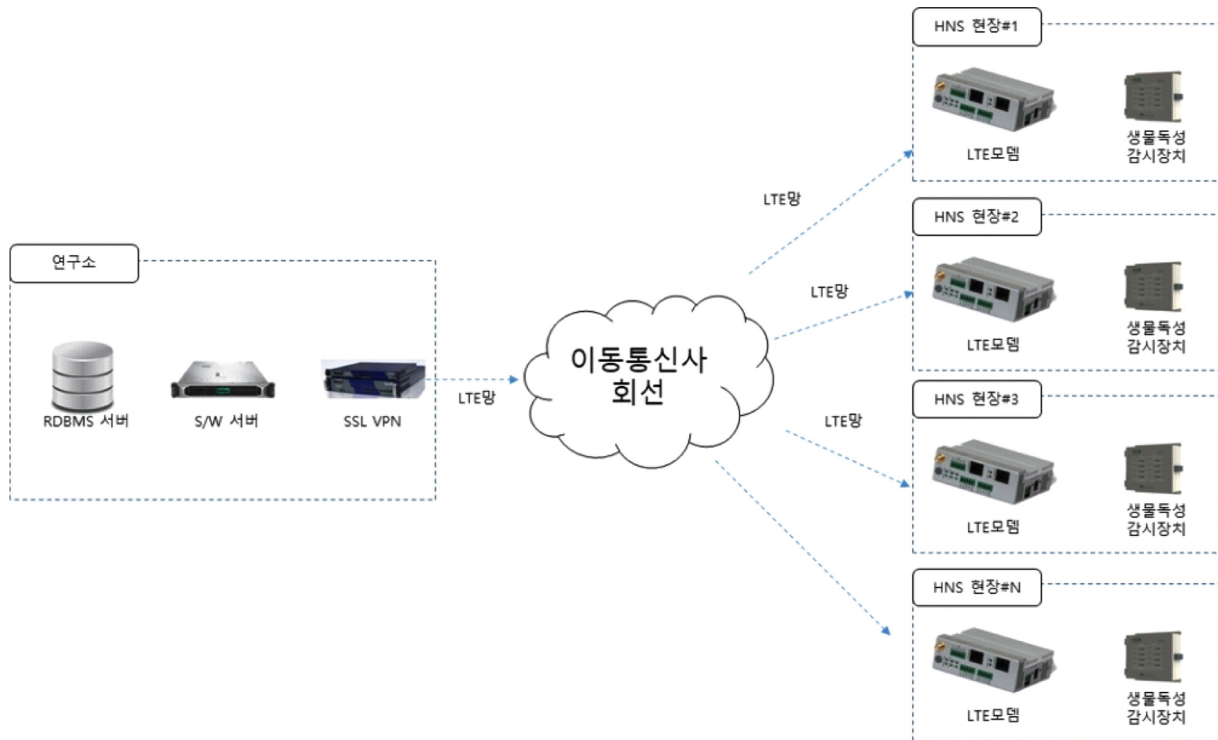 연구소
RDBMS 서버
S/W 서버
SSL VPN
LTE망
이동통신사
회선
LTE망
LTE망
LTE망
HNS 현장#1
LTE모뎀
생물독성
감시장치
HNS 현장#2
LTE모뎀
생물독성
감시장치
HNS 현장#3
LTE모뎀
생물독성
감시장치
HNS 현장#N
LTE모뎀
생물독성
감시장치